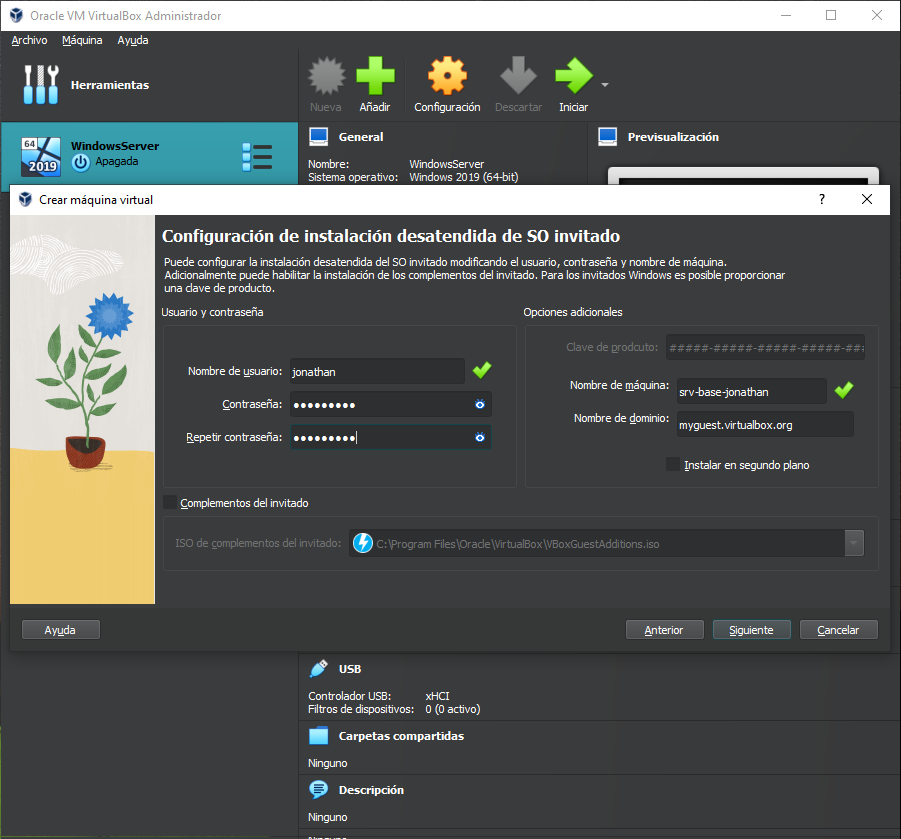 Oracle VM VirtualBox Administrador
Archivo Máquina Ayuda
Herramientas
Nueva Añadir Configuración Descartar Iniciar
64
2019
WindowsServer
Apagada
General
Nombre: WindowsServer
Sistema operativo: Windows 2019 (64-bit)
Previsualización
Crear máquina virtual
?
Configuración de instalación desatendida de SO invitado
Puede configurar la instalación desatendida del SO invitado modificando el usuario, contraseña y nombre de máquina.
Adicionalmente puede habilitar la instalación de los complementos del invitado. Para los invitados Windows es posible proporcionar
una clave de producto.
Usuario y contraseña
Nombre de usuario: jonathan
Contraseña: ●●●●●●●●●
Repetir contraseña: ●●●●●●●●●
Opciones adicionales
Clave de prodcuto: #####-#####-#####-#####-###
Nombre de máquina: srv-base-jonathan
Nombre de dominio: myguest.virtualbox.org
Instalar en segundo plano
Complementos del invitado
ISO de complementos del invitado: C:\Program Files\Oracle\VirtualBox\VBoxGuestAdditions.iso
Ayuda Anterior Siguiente Cancelar
USB
Controlador USB: xHCI
Filtros de dispositivos: 0 (0 activo)
Carpetas compartidas
Ninguno
Descripción
Ninguno